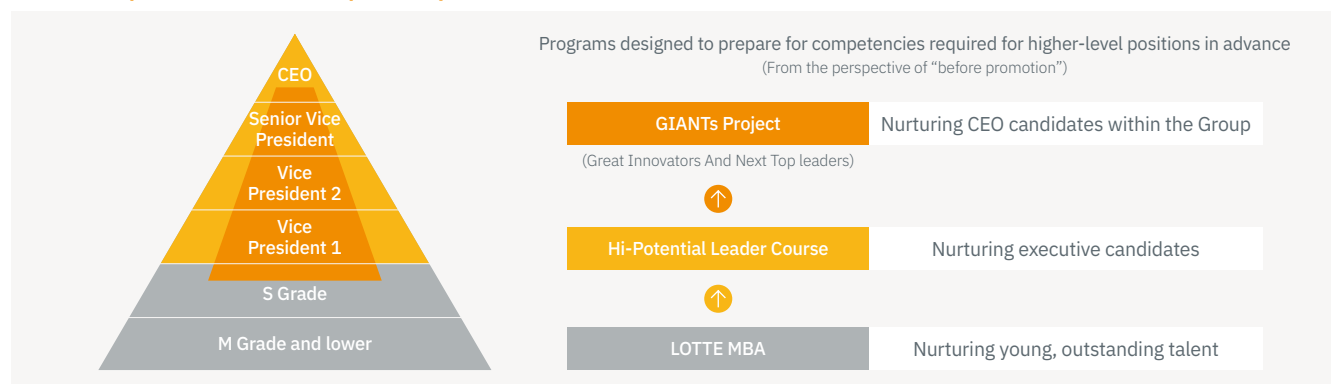 CEO
Senior Vice
President
Vice
President 2
Vice
President 1
S Grade
M Grade and lower
Programs designed to prepare for competencies required for higher-level positions in advance
(From the perspective of “before promotion”)
GIANTs Project
Nurturing CEO candidates within the Group
(Great Innovators And Next Top leaders)
Hi-Potential Leader Course
Nurturing executive candidates
LOTTE MBA
Nurturing young, outstanding talent